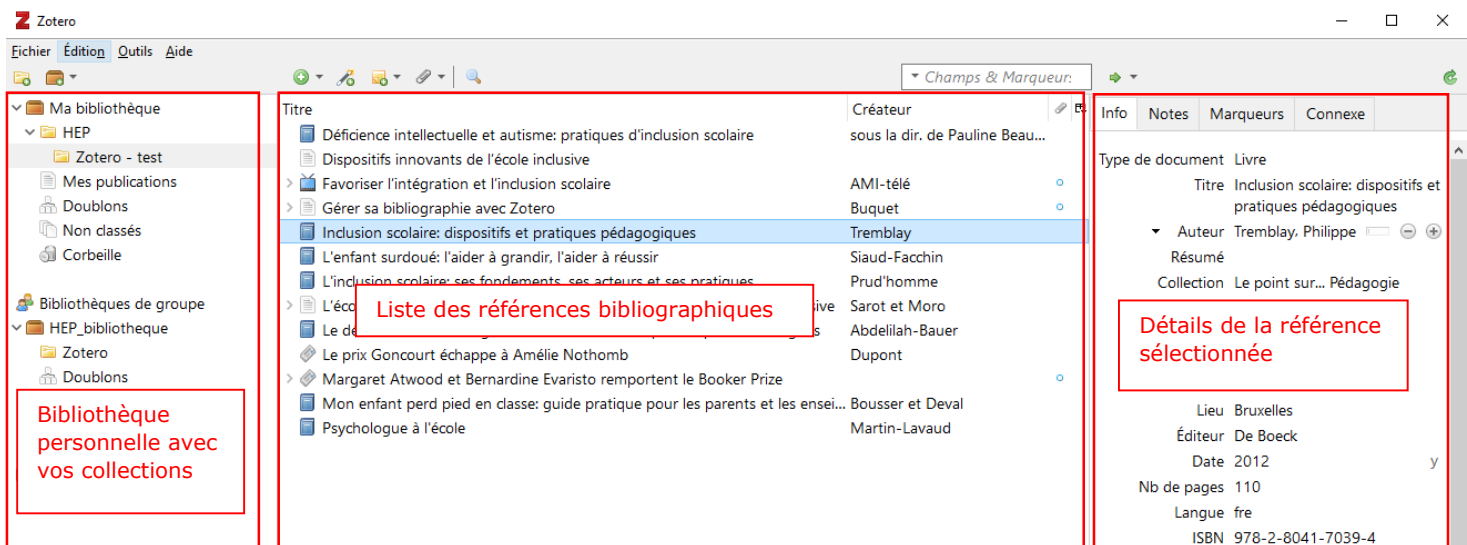 Zotero
Fichier Édition Outils Aide
Champs & Marqueurs
Ma bibliothèque
HEP
Zotero - test
Mes publications
Doublons
Non classés
Corbeille
Bibliothèques de groupe
HEP_bibliotheque
Zotero
Doublons
Bibliothèque
personnelle avec
vos collections
Titre Créateur
Déficience intellectuelle et autisme: pratiques d'inclusion scolaire sous la dir. de Pauline Beau...
Dispositifs innovants de l'école inclusive
Favoriser l'intégration et l'inclusion scolaire AMI-télé
Gérer sa bibliographie avec Zotero Buquet
Inclusion scolaire: dispositifs et pratiques pédagogiques Tremblay
L'enfant surdoué: l'aider à grandir, l'aider à réussir Siaud-Facchin
L'inclusion scolaire: ses fondements, ses acteurs et ses pratiques Prud'homme
Sarot et Moro
Abdelilah-Bauer
Le prix Goncourt échappe à Amélie Nothomb Dupont
Margaret Atwood et Bernardine Evaristo remportent le Booker Prize
Mon enfant perd pied en classe: guide pratique pour les parents et les ensei... Bousser et Deval
Psychologue à l'école Martin-Lavaud
Liste des références bibliographiques
Info Notes Marqueurs Connexe
Type de document Livre
Titre Inclusion scolaire: dispositifs et
pratiques pédagogiques
Auteur Tremblay, Philippe
Résumé
Collection Le point sur... Pédagogie
Détails de la référence
sélectionnée
Lieu Bruxelles
Éditeur De Boeck
Date 2012 y
Nb de pages 110
Langue fre
ISBN 978-2-8041-7039-4